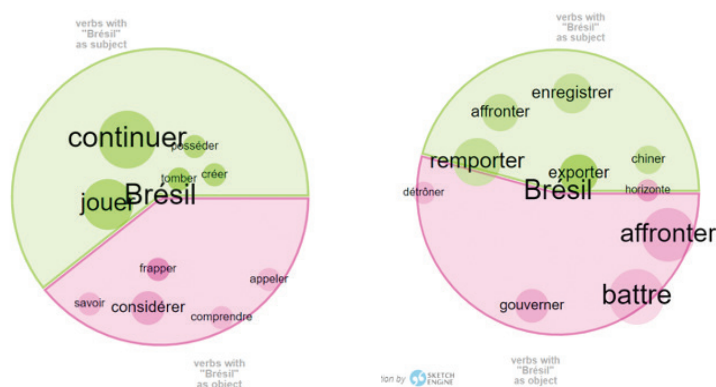 verbs with
"Brésil"
as subject
continuer
posséder
tomber
créer
jouer
Brésil
frapper
appeler
savoir
considérer
comprendre
verbs with
"Brésil"
as object
verbs with
"Brésil"
as subject
enregistrer
affronter
remporter
exporter
chiner
Brésil
horizonte
détrôner
affronter
battre
gouverner
verbs with
"Brésil"
as object
tion by SKETCH
ENGINE